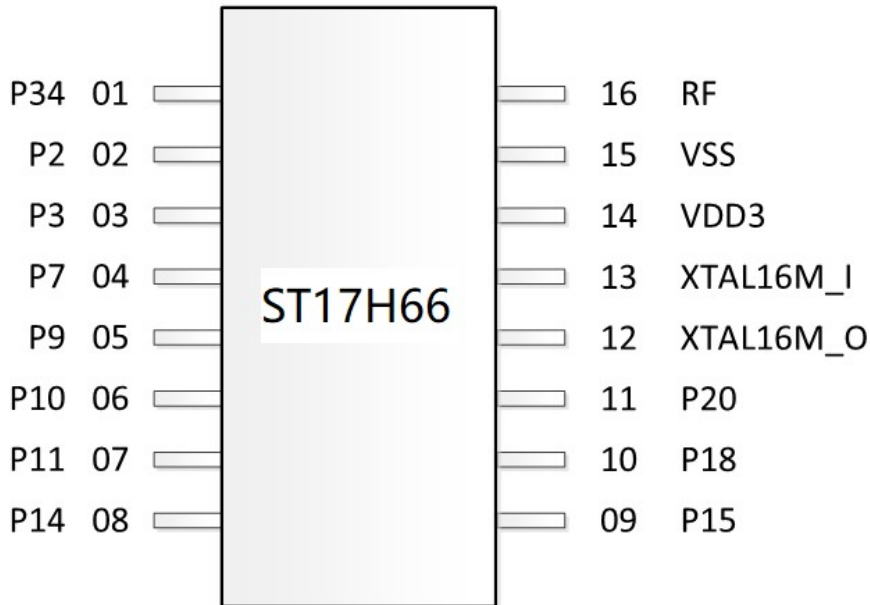 P34 01 16 RF
P2 02 15 VSS
P3 03 14 VDD3
P7 04 13 XTAL16M_I
ST17H66
P9 05 12 XTAL16M_O
P10 06 11 P20
P11 07 10 P18
P14 08 09 P15